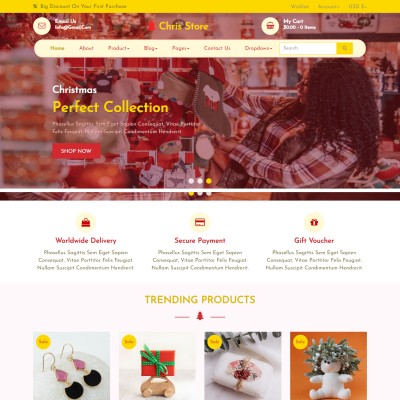 % Big Discount On Your First Purchase
Wishlist Accounts USD $
Email Us
Info@Gmail.Com
Chris Store
My Cart
$0.00 - 0 Items
Home About Product Blog Pages Contact Us Dropdown Search
Christmas
Perfect Collection
Phasellus Sagittis Sem Eget Sapien Consequat, Vitae Porttitor
Felis Feugiat. Nullam Suscipit Condimentum Hendrerit.
SHOP NOW
Worldwide Delivery
Phasellus Sagittis Sem Eget Sapien
Consequat, Vitae Porttitor Felis Feugiat.
Nullam Suscipit Condimentum Hendrerit.
Secure Payment
Phasellus Sagittis Sem Eget Sapien
Consequat, Vitae Porttitor Felis Feugiat.
Nullam Suscipit Condimentum Hendrerit.
Gift Voucher
Phasellus Sagittis Sem Eget Sapien
Consequat, Vitae Porttitor Felis Feugiat.
Nullam Suscipit Condimentum Hendrerit.
TRENDING PRODUCTS
Sale
Sale
Sale
Sale